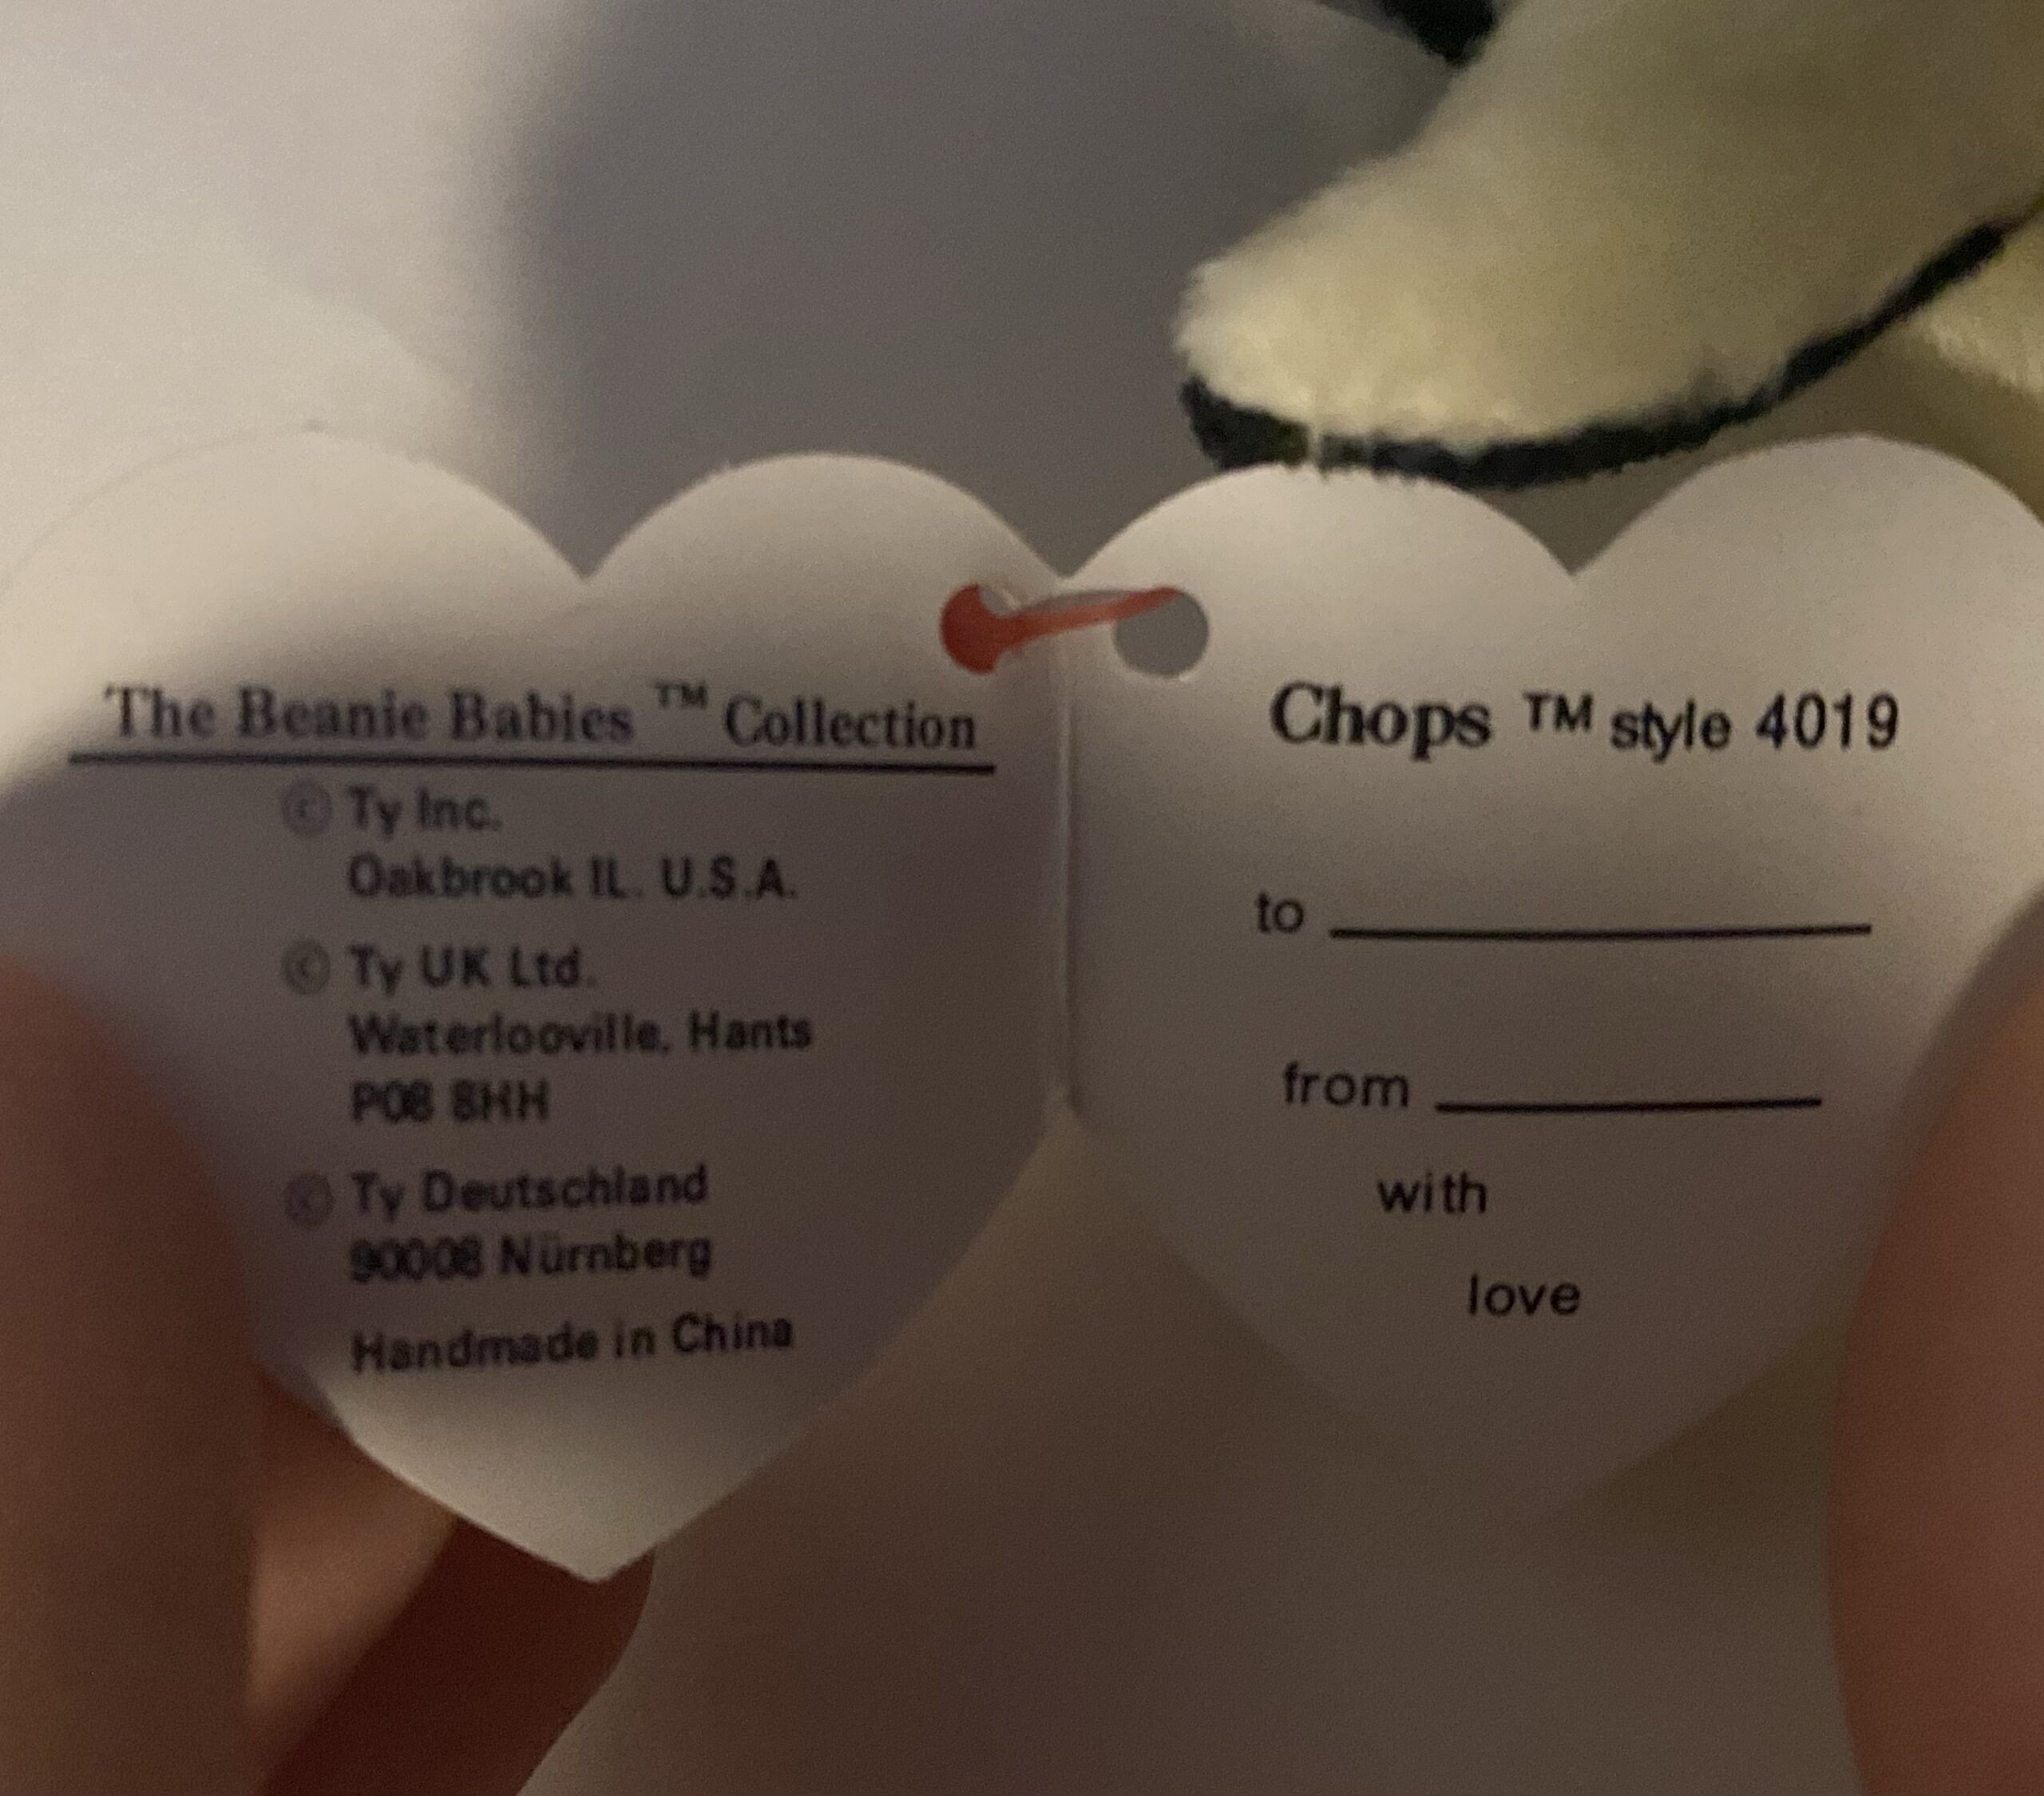 The Beanie Babies ™ Collection
© Ty Inc.
Oakbrook IL. U.S.A.
© Ty UK Ltd.
Waterlooville, Hants
P08 8HH
© Ty Deutschland
90008 Nürnberg
Handmade in China
Chops ™ style 4019
to
from
with
love